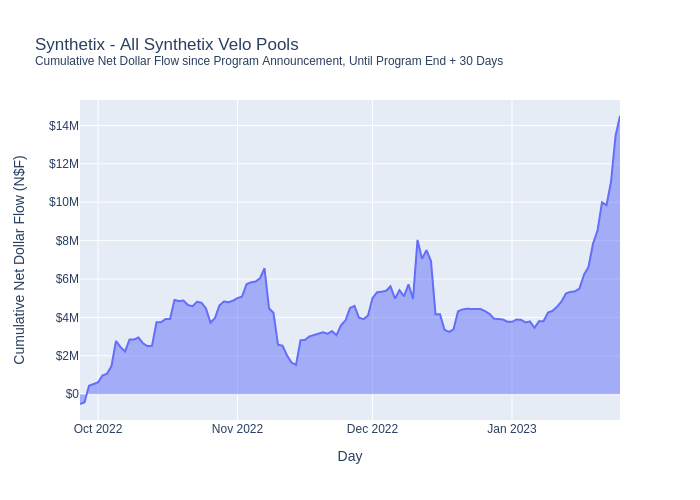 Synthetix - All Synthetix Velo Pools
Cumulative Net Dollar Flow since Program Announcement, Until Program End + 30 Days
Cumulative Net Dollar Flow (N$F)
$14M
$12M
$10M
$8M
$6M
$4M
$2M
$0
Oct 2022
Nov 2022
Dec 2022
Jan 2023
Day